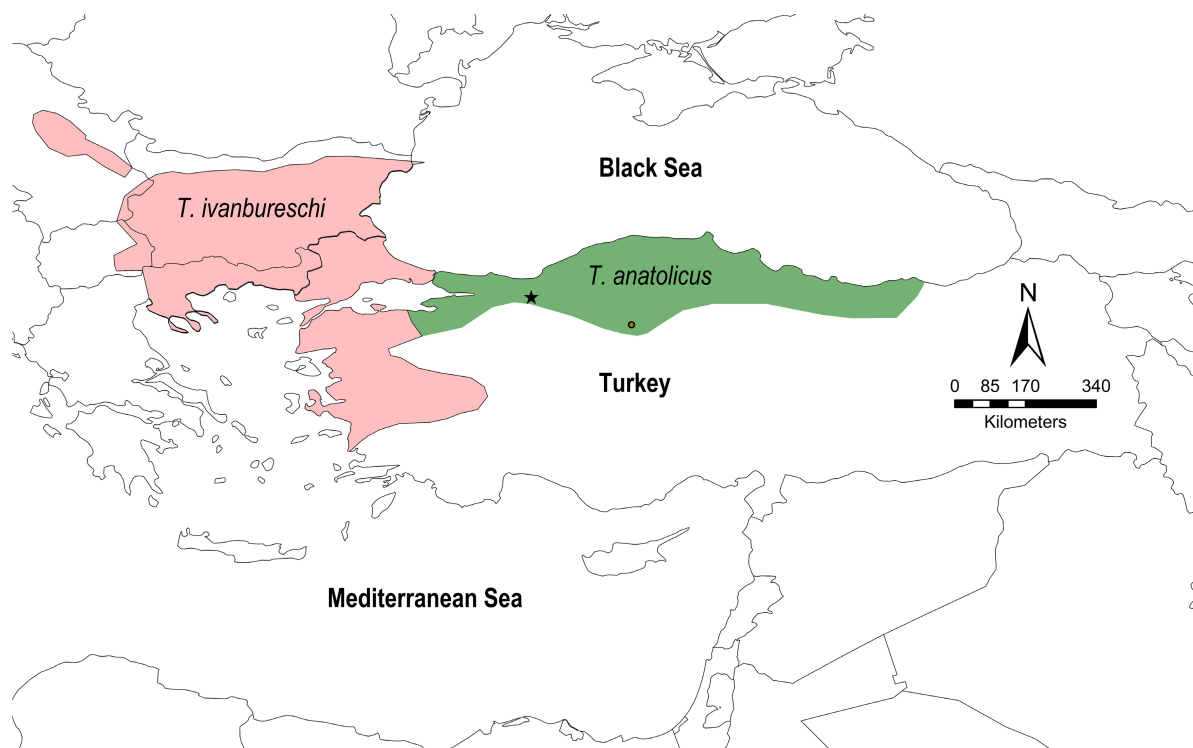 Black Sea
T. ivanbureschi
T. anatolicus
N
Turkey
0 85 170 340
Kilometers
Mediterranean Sea